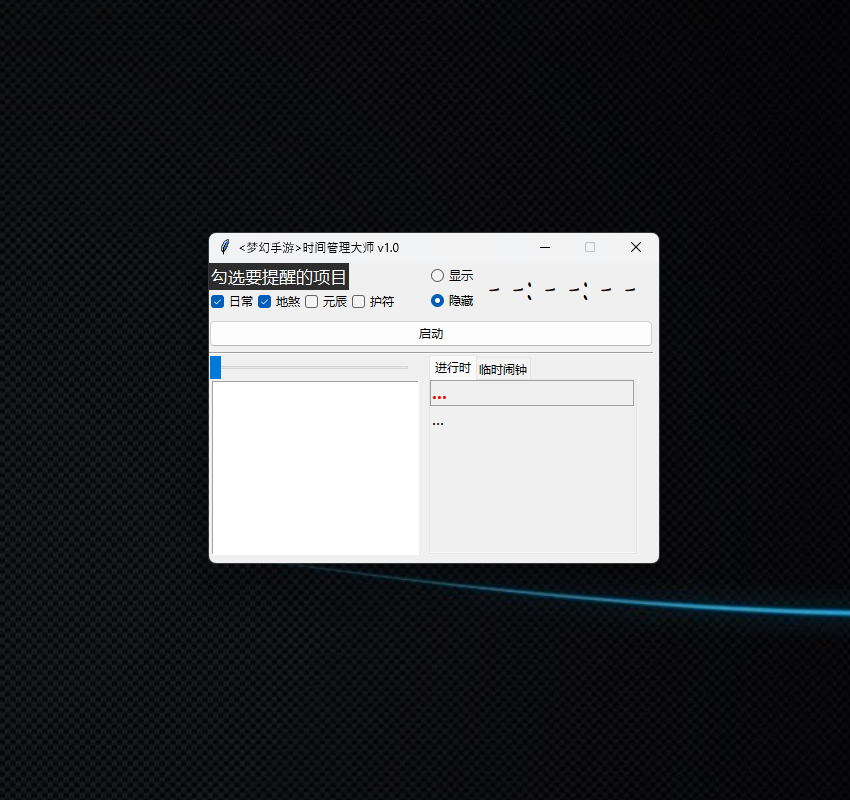 <梦幻手游>时间管理大师 v1.0
勾选要提醒的项目
日常 地煞 元辰 护符
显示
隐藏
--:--:--
启动
进行时 临时闹钟
...
...